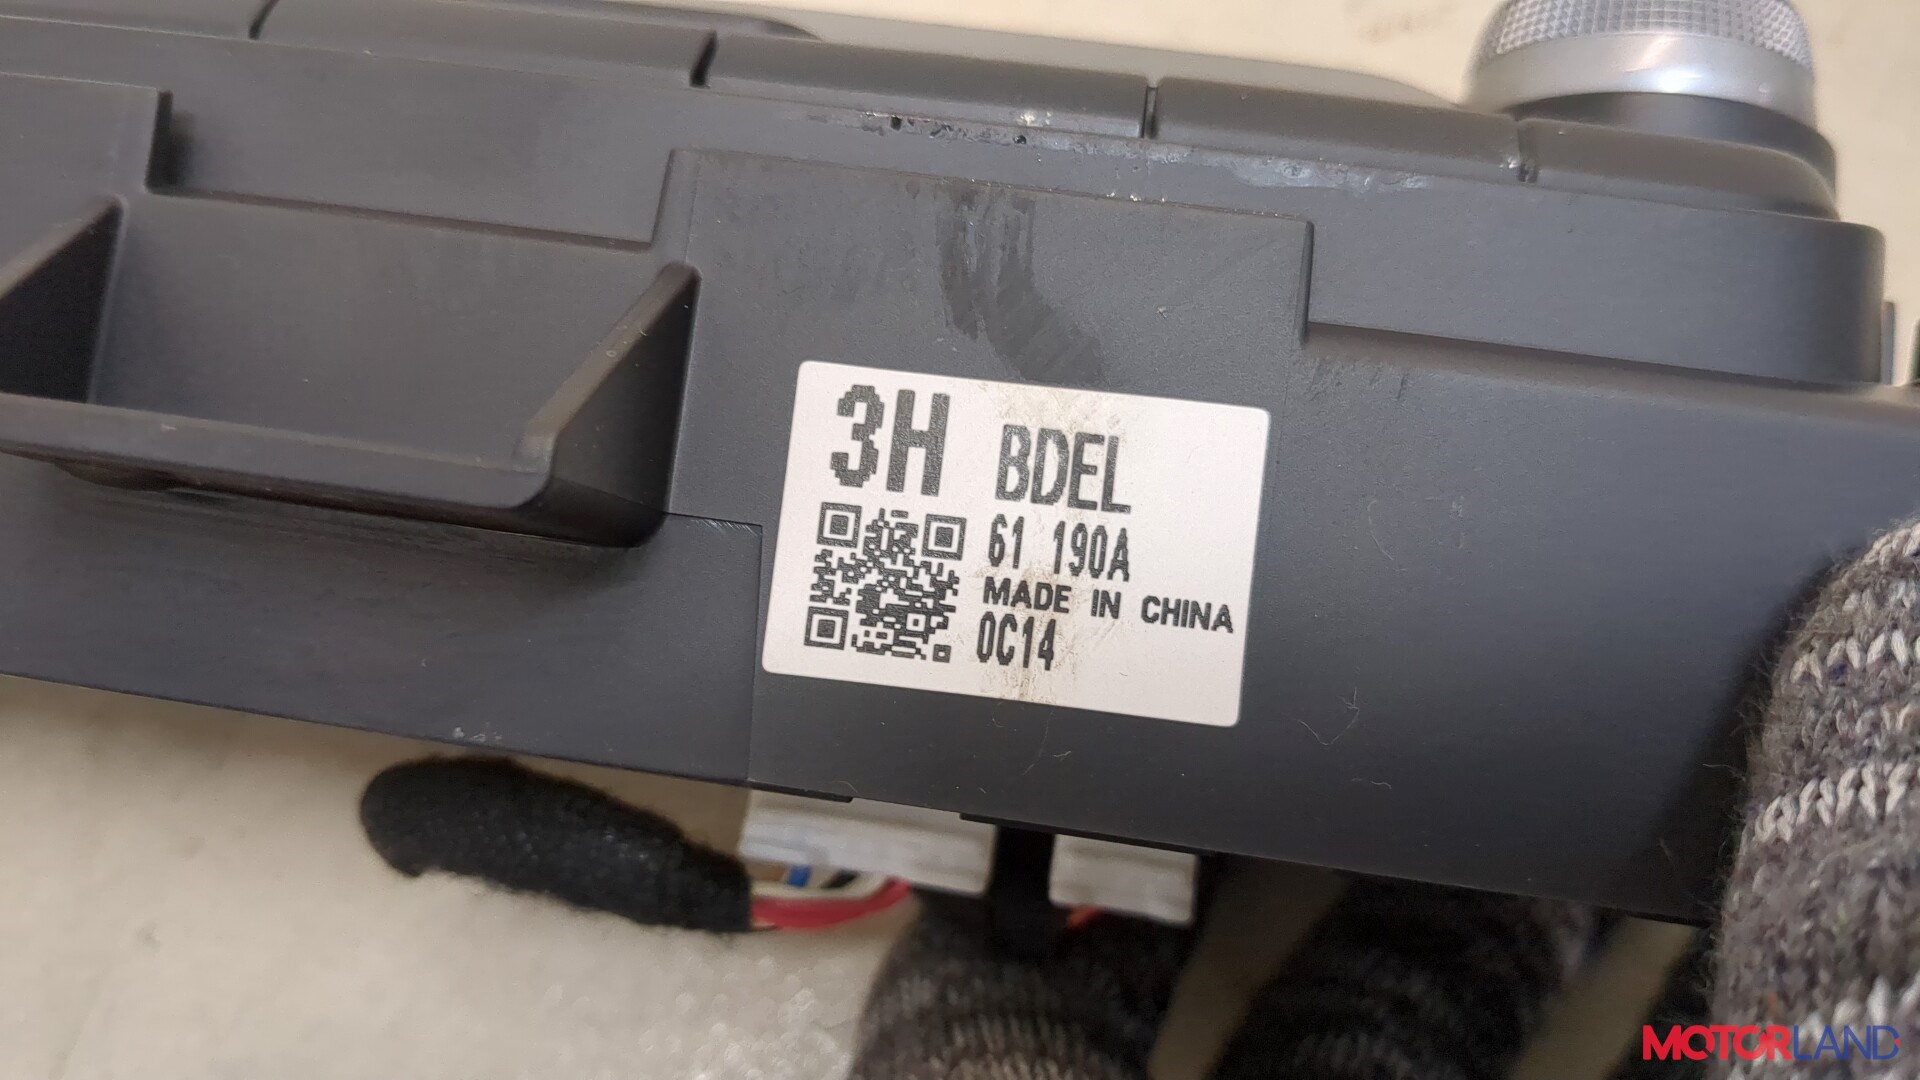 3H BDEL
61 190A
MADE IN CHINA
0C14
MOTORLAND